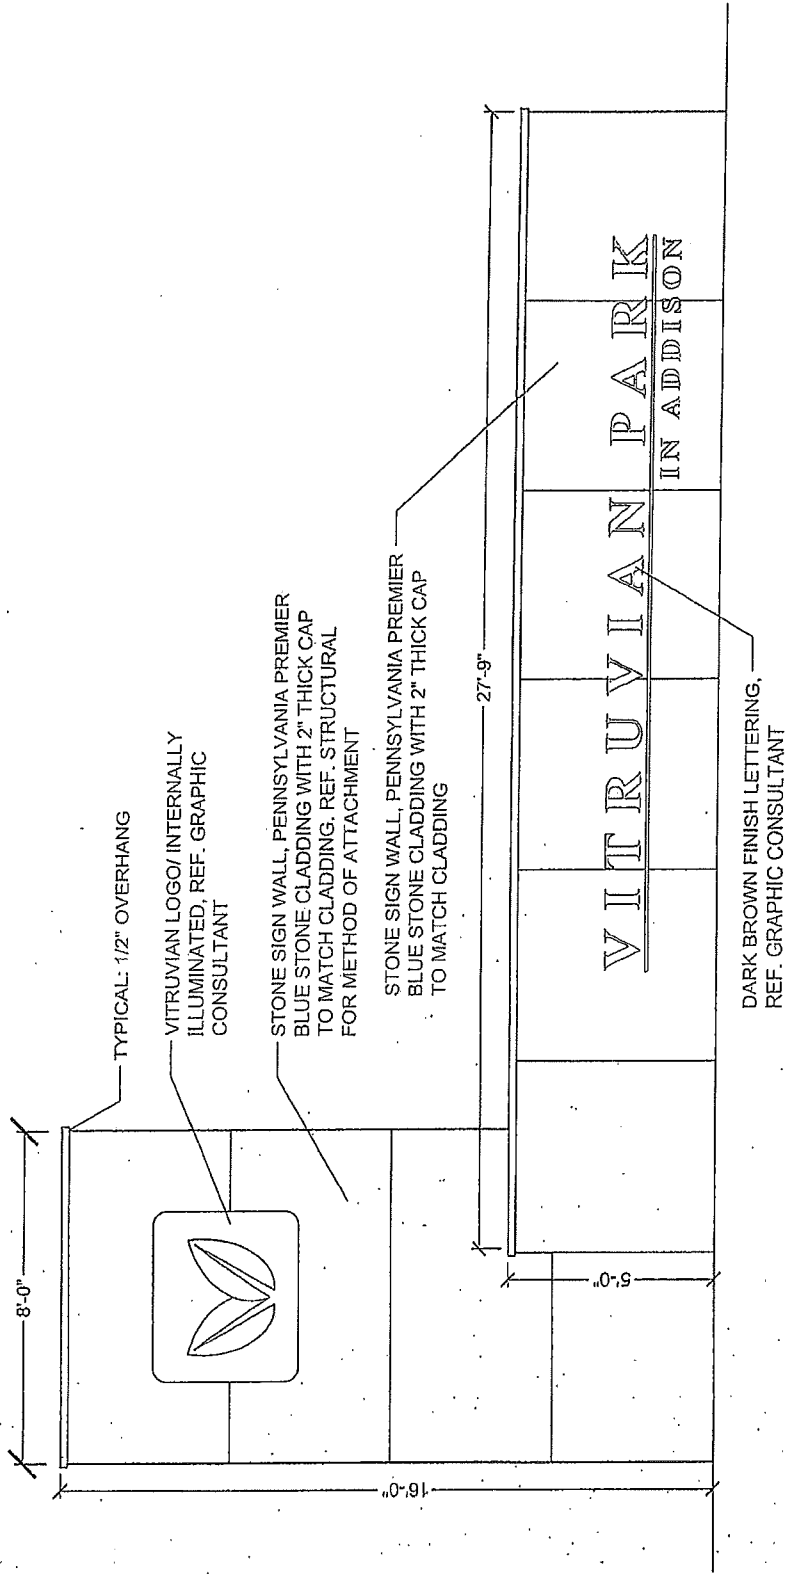 8'-0"
TYPICAL: 1/2" OVERHANG
VITRUVIAN LOGO/ INTERNALLY
ILLUMINATED, REF. GRAPHIC
CONSULTANT
STONE SIGN WALL, PENNSYLVANIA PREMIER
BLUE STONE CLADDING WITH 2" THICK CAP
TO MATCH CLADDING. REF. STRUCTURAL
FOR METHOD OF ATTACHMENT
STONE SIGN WALL, PENNSYLVANIA PREMIER
BLUE STONE CLADDING WITH 2" THICK CAP
TO MATCH CLADDING
27'-9"
16'-0"
5'-0"
VITRUVIAN PARK
IN ADDISON
DARK BROWN FINISH LETTERING,
REF. GRAPHIC CONSULTANT